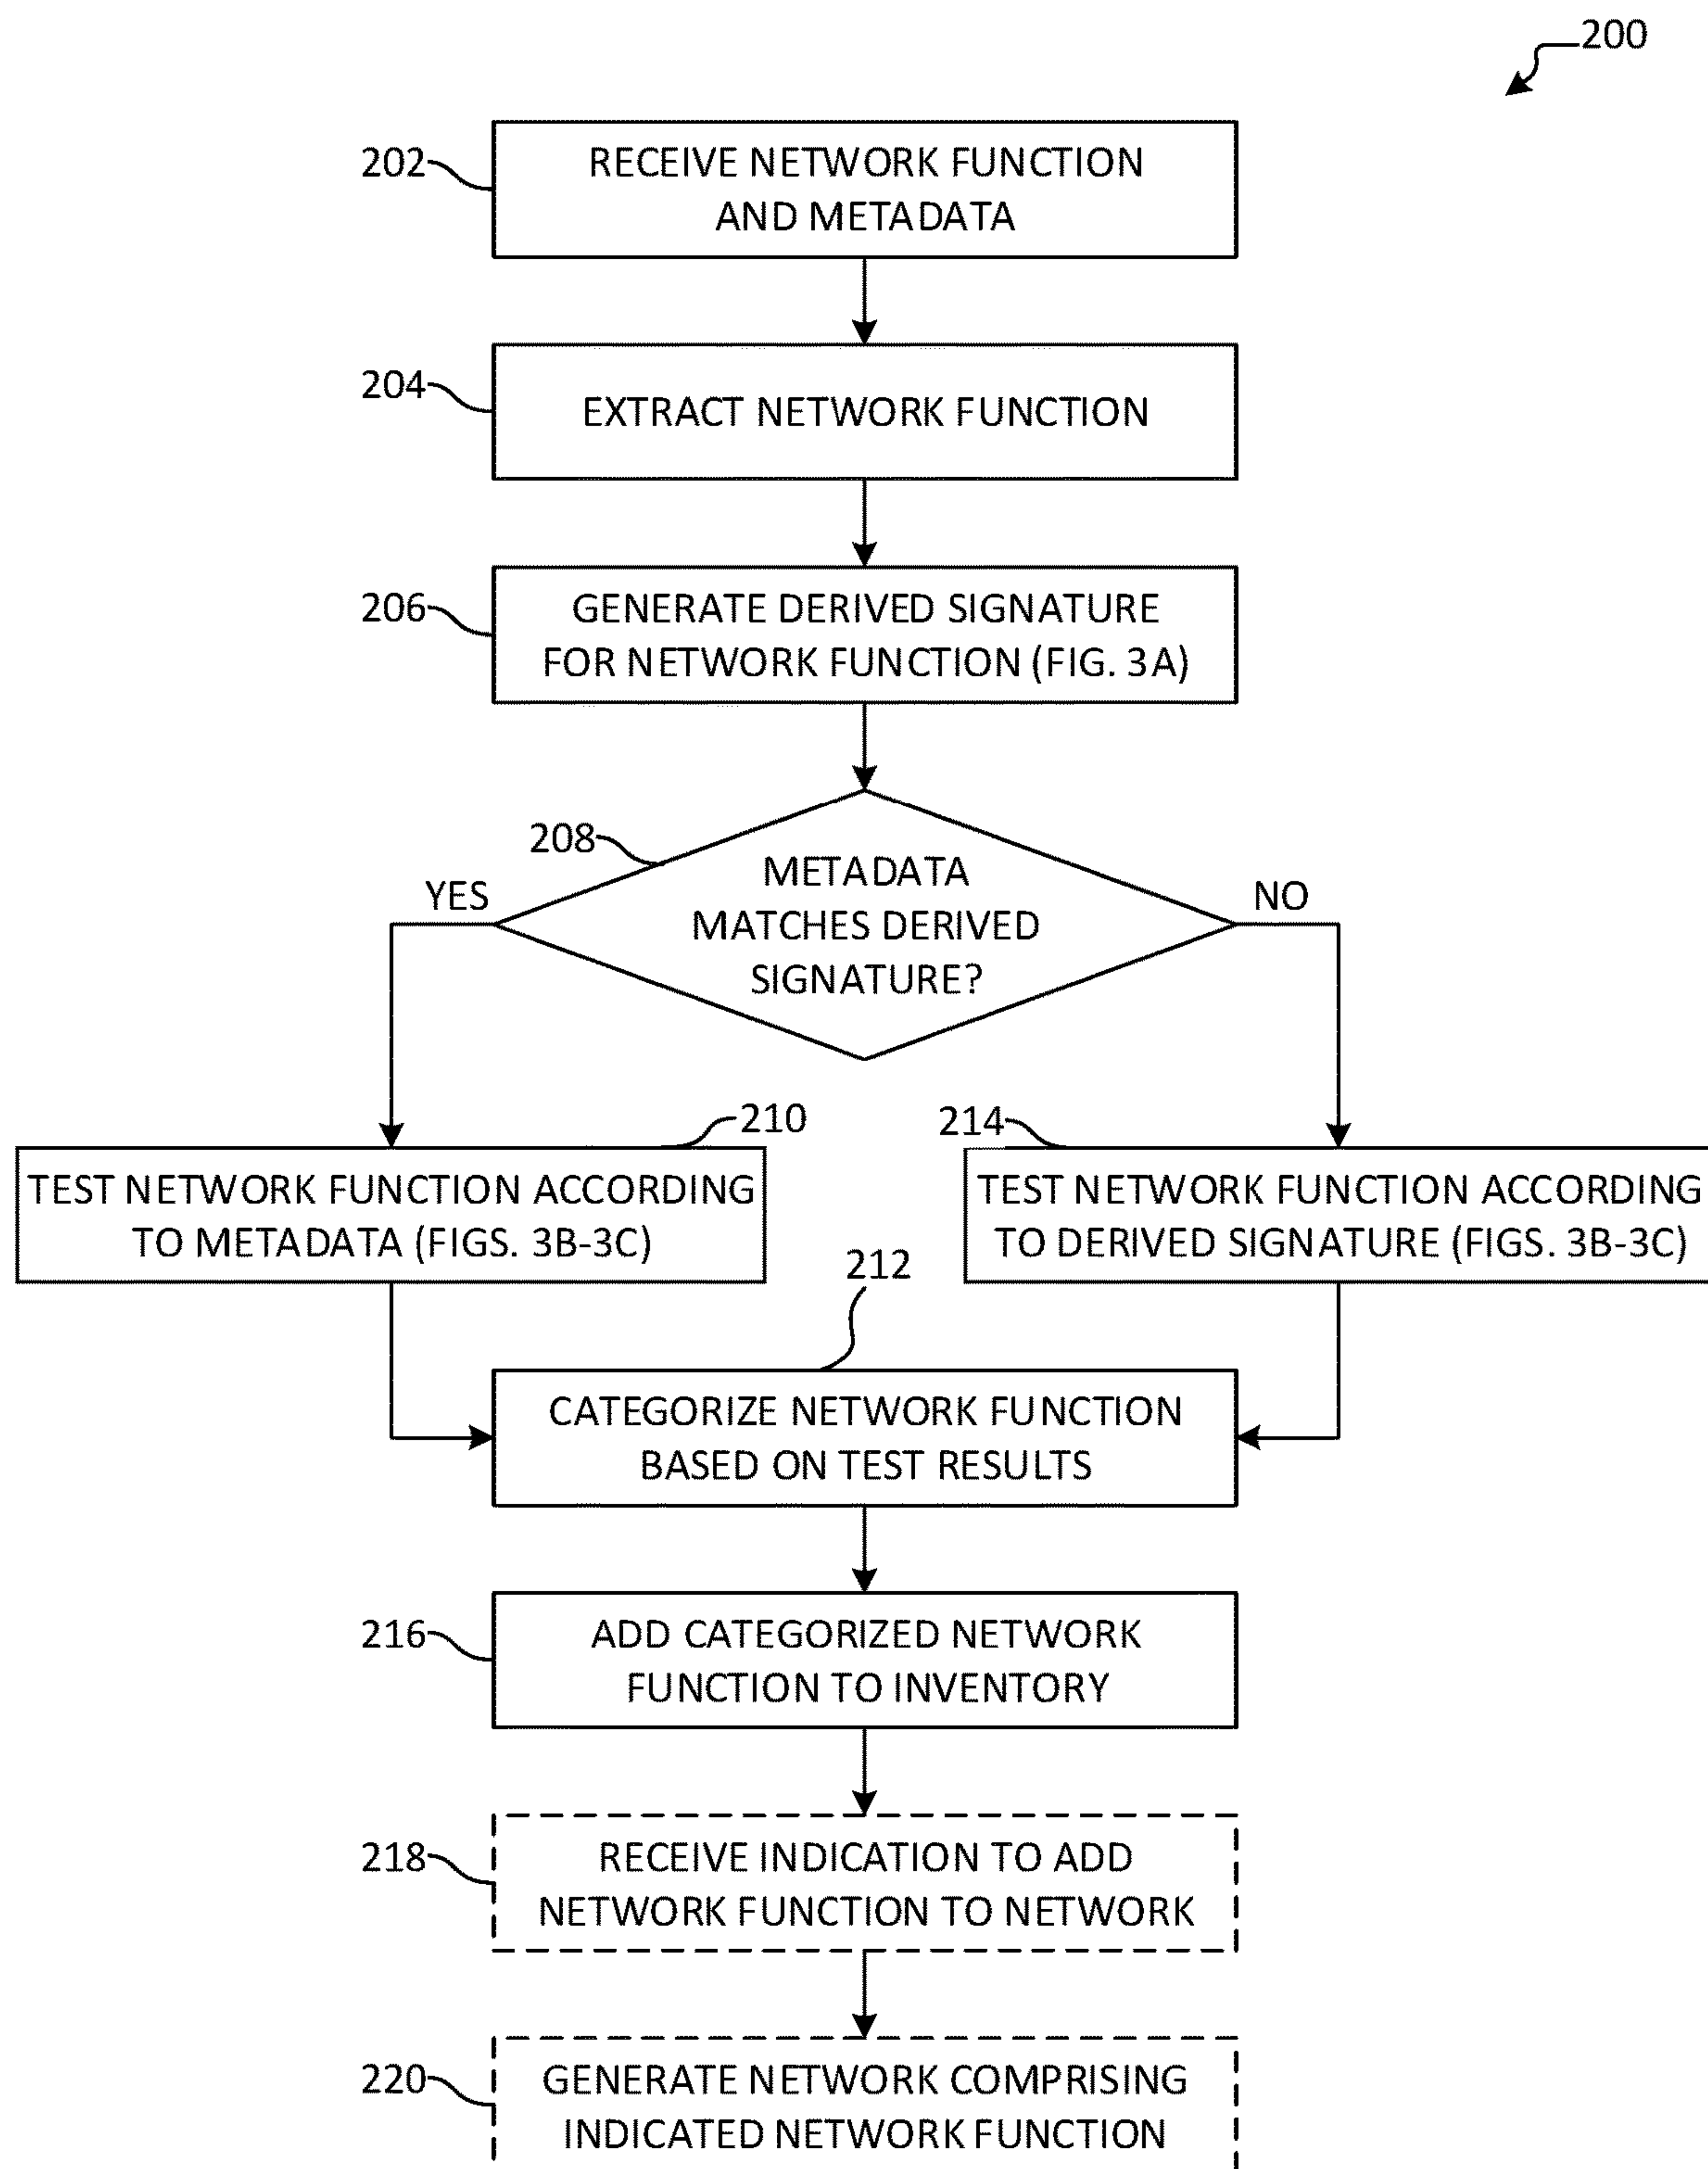 200
202
RECEIVE NETWORK FUNCTION
AND METADATA
204
EXTRACT NETWORK FUNCTION
206
GENERATE DERIVED SIGNATURE
FOR NETWORK FUNCTION (FIG. 3A)
208
METADATA
MATCHES DERIVED
SIGNATURE?
YES
NO
210
TEST NETWORK FUNCTION ACCORDING
TO METADATA (FIGS. 3B-3C)
214
TEST NETWORK FUNCTION ACCORDING
TO DERIVED SIGNATURE (FIGS. 3B-3C)
212
CATEGORIZE NETWORK FUNCTION
BASED ON TEST RESULTS
216
ADD CATEGORIZED NETWORK
FUNCTION TO INVENTORY
218
RECEIVE INDICATION TO ADD
NETWORK FUNCTION TO NETWORK
220
GENERATE NETWORK COMPRISING
INDICATED NETWORK FUNCTION